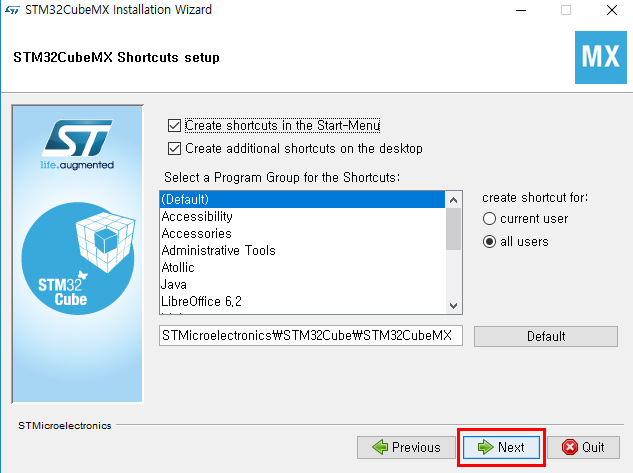 STM32CubeMX Installation Wizard
STM32CubeMX Shortcuts setup
MX
ST
life.augmented
STM32
Cube
Create shortcuts in the Start-Menu
Create additional shortcuts on the desktop
Select a Program Group for the Shortcuts:
(Default)
Accessibility
Accessories
Administrative Tools
Atollic
Java
LibreOffice 6.2
create shortcut for:
current user
all users
STMicroelectronics₩STM32Cube₩STM32CubeMX
Default
STMicroelectronics
Previous
Next
Quit